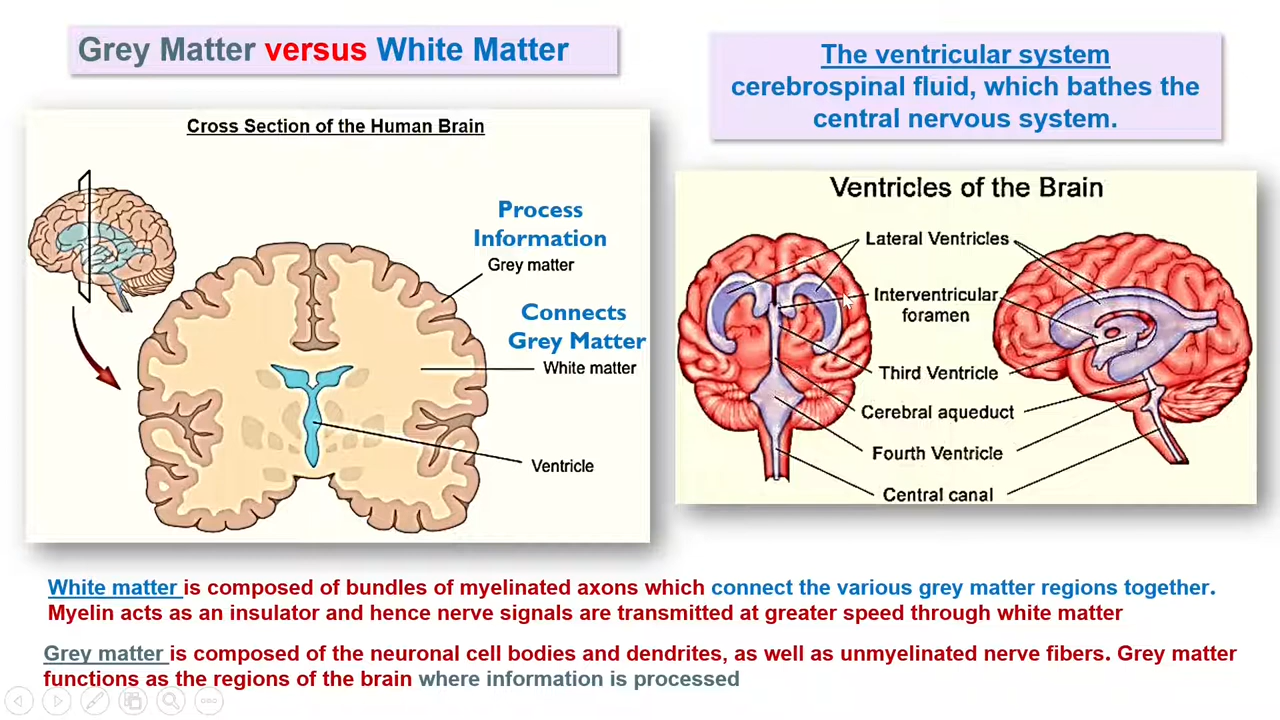 Grey Matter versus White Matter
The ventricular system
cerebrospinal fluid, which bathes the
central nervous system.
Cross Section of the Human Brain
Process
Information
Grey matter
Connects
Grey Matter
White matter
Ventricle
Ventricles of the Brain
Lateral Ventricles
Interventricular
foramen
Third Ventricle
Cerebral aqueduct
Fourth Ventricle
Central canal
White matter is composed of bundles of myelinated axons which connect the various grey matter regions together.
Myelin acts as an insulator and hence nerve signals are transmitted at greater speed through white matter
Grey matter is composed of the neuronal cell bodies and dendrites, as well as unmyelinated nerve fibers. Grey matter
functions as the regions of the brain where information is processed